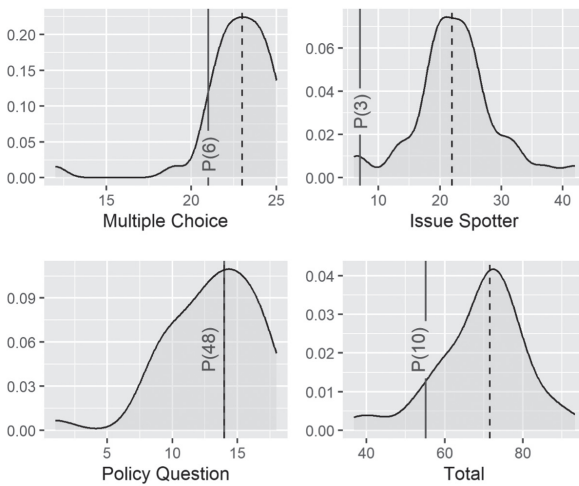 0.20
0.15
0.10
0.05
0.00
P(6)
15 20 25
Multiple Choice
0.06
0.04
0.02
0.00
P(3)
10 20 30 40
Issue Spotter
0.09
0.06
0.03
0.00
P(48)
5 10 15
Policy Question
0.04
0.03
0.02
0.01
0.00
P(10)
40 60 80
Total